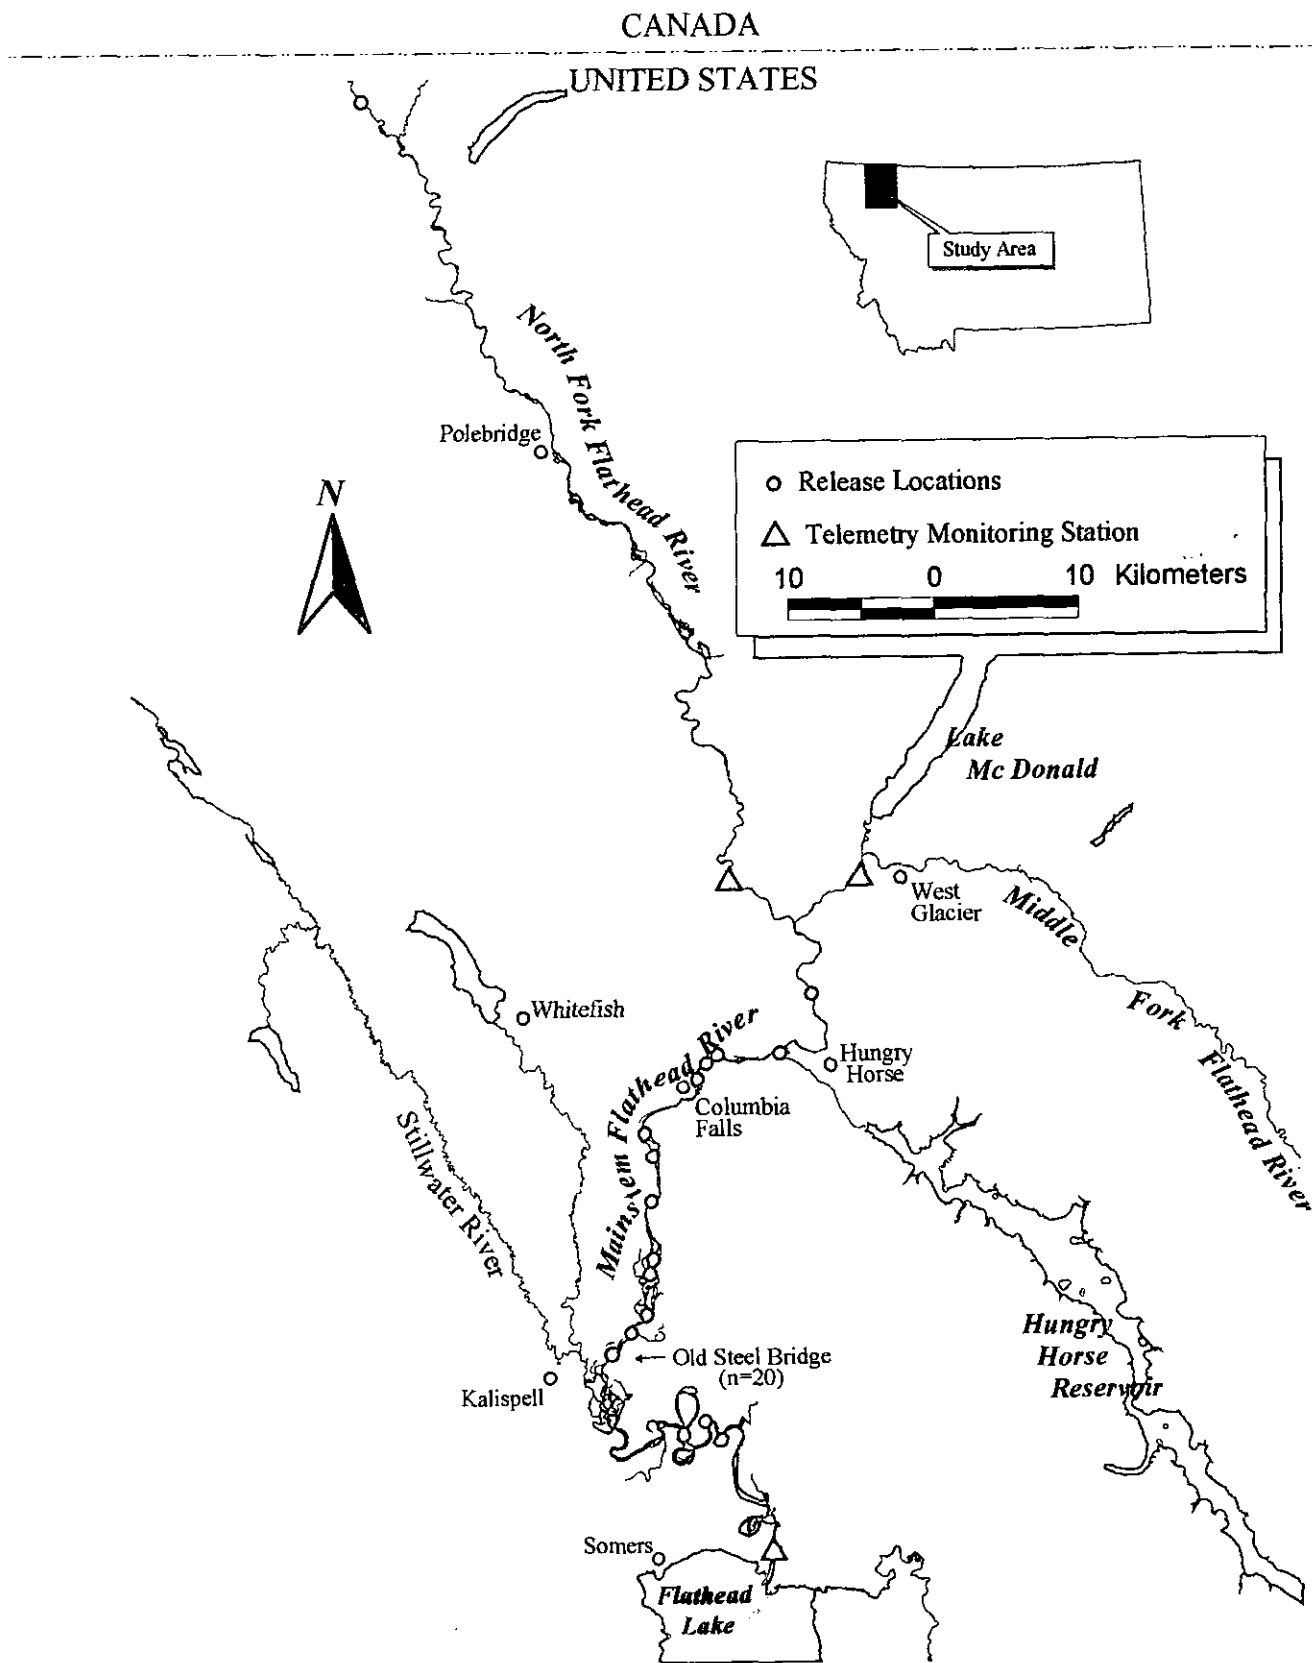 CANADA
UNITED STATES
Study Area
North Fork Flathead River
Polebridge
N
Release Locations
Telemetry Monitoring Station
10 0 10 Kilometers
Lake
Mc Donald
West
Glacier
Middle
Fork
Flathead River
Whitefish
Hungry
Horse
Columbia
Falls
Mainstem Flathead River
Stillwater River
Hungry
Horse
Reservoir
Old Steel Bridge
(n=20)
Kalispell
Somers
Flathead
Lake